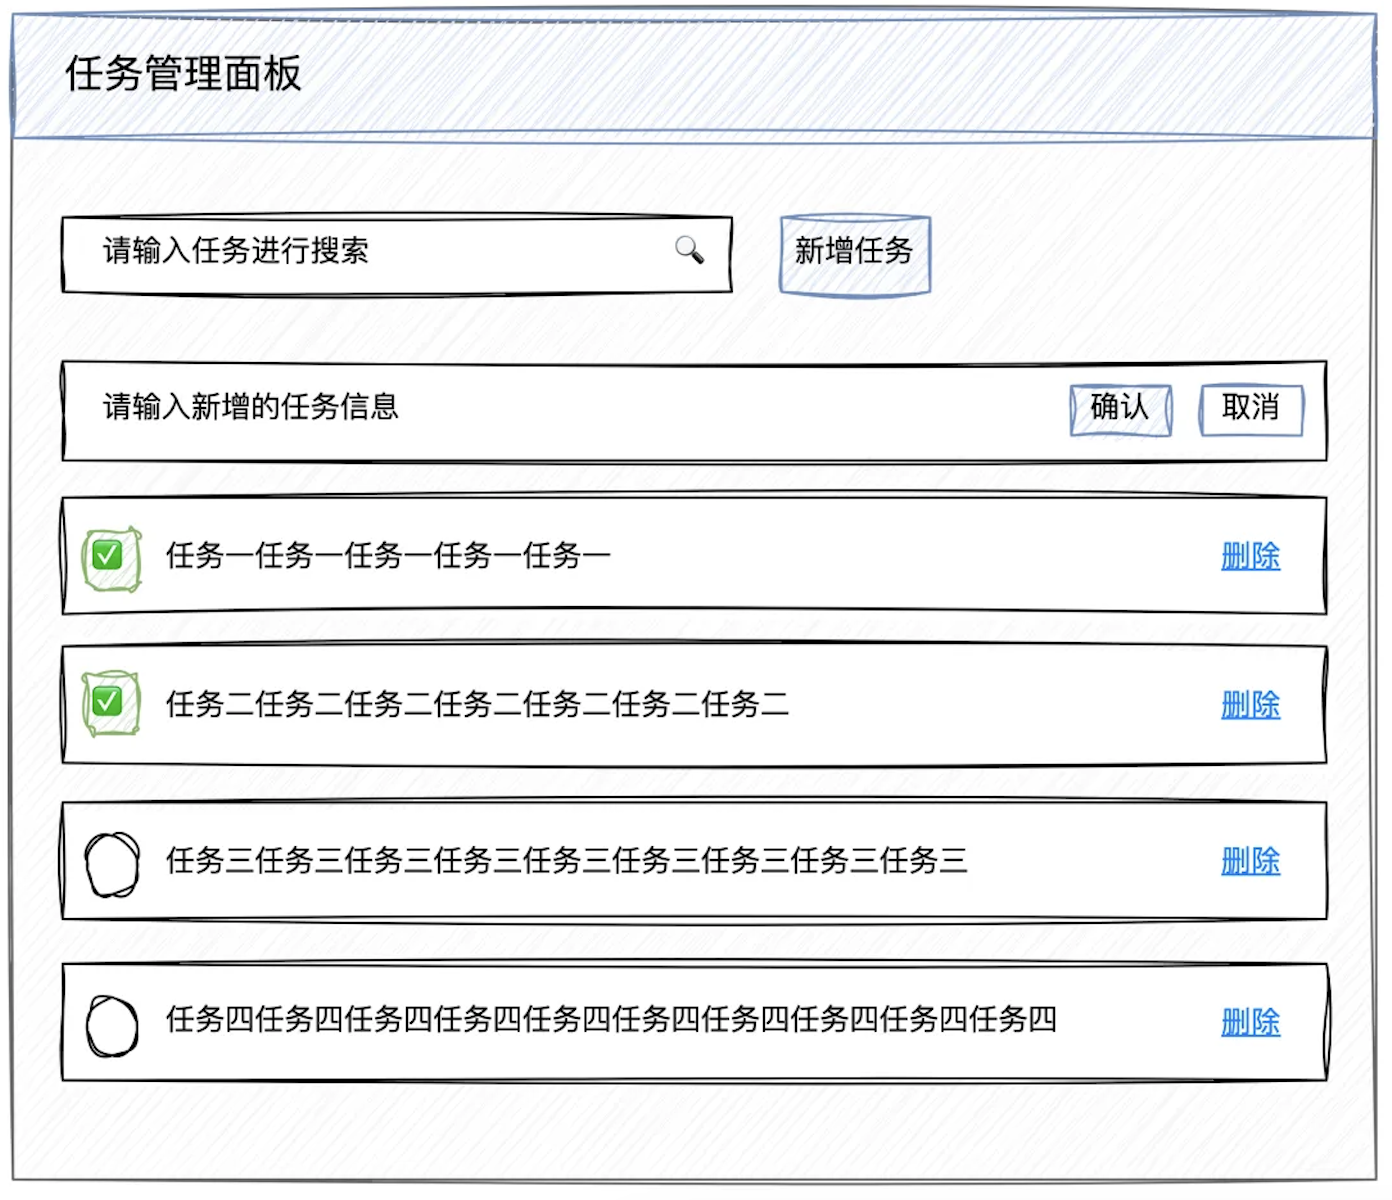 任务管理面板
请输入任务进行搜索
新增任务
请输入新增的任务信息
确认
取消
任务一任务一任务一任务一任务一
删除
任务二任务二任务二任务二任务二任务二任务二
删除
任务三任务三任务三任务三任务三任务三任务三任务三任务三
删除
任务四任务四任务四任务四任务四任务四任务四任务四任务四任务四
删除